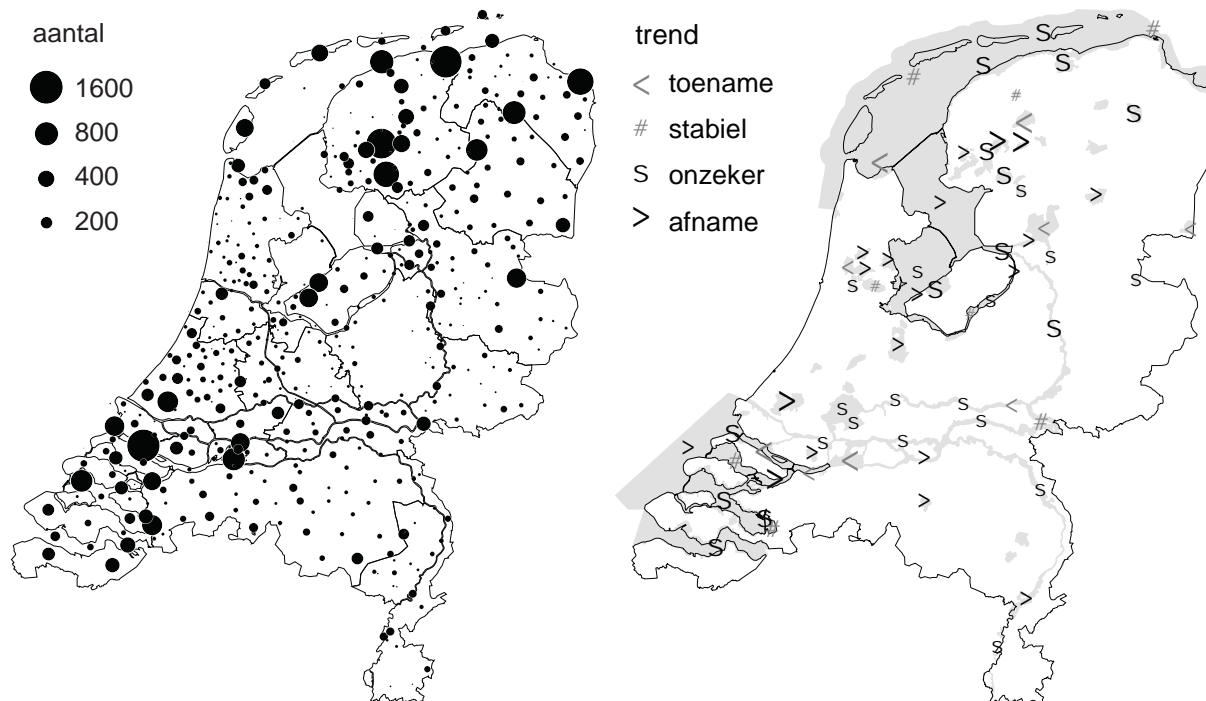 aantal
1600
800
400
200
trend
< toename
# stabiel
S onzeker
> afname